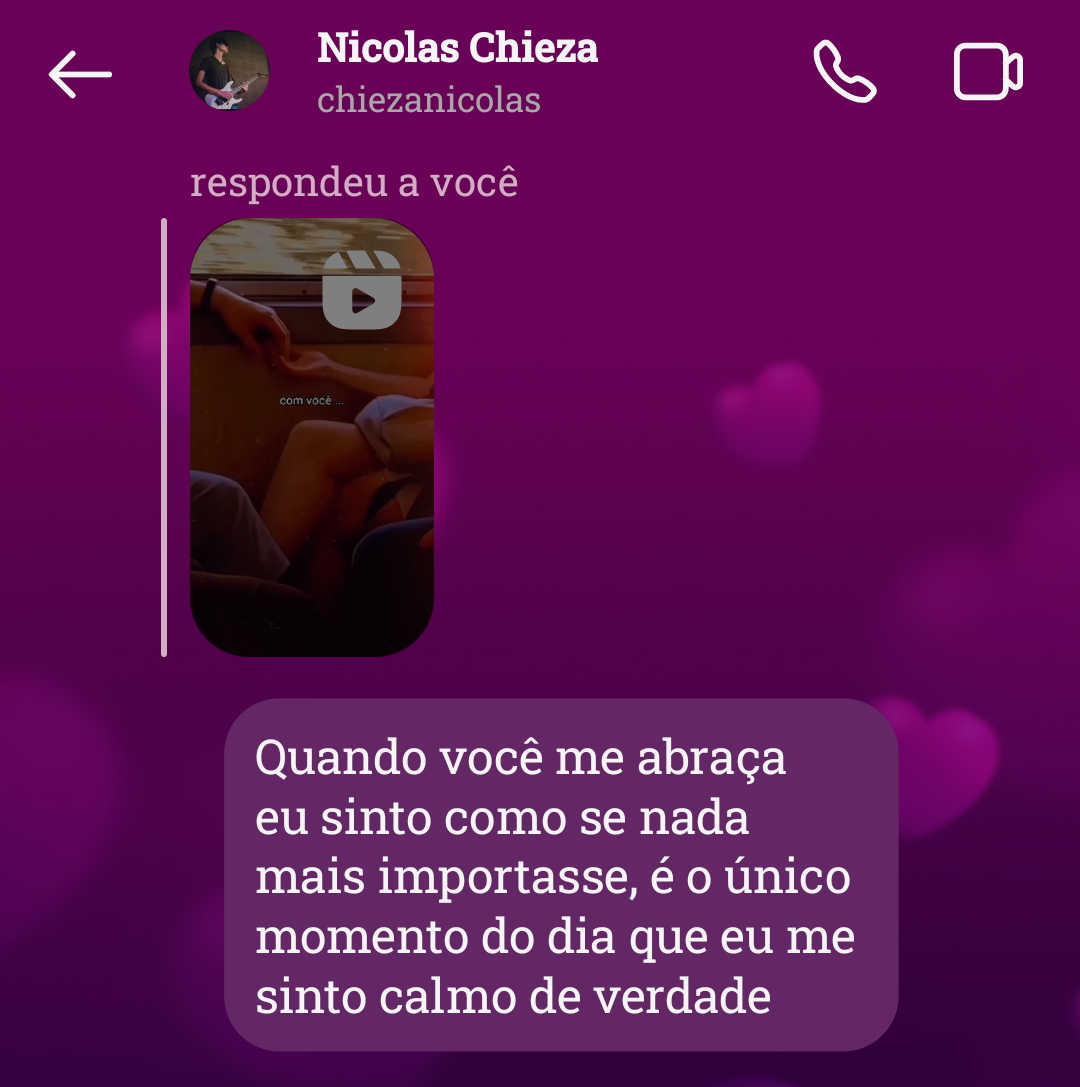 Nicolas Chieza
chiezanicolas
respondeu a você
com você ...
Quando você me abraça
eu sinto como se nada
mais importasse, é o único
momento do dia que eu me
sinto calmo de verdade